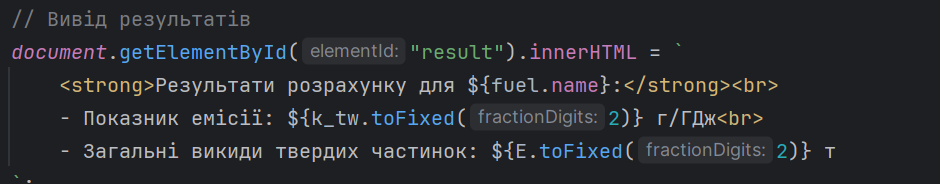 // Вивід результатів
document.getElementById( elementId: "result").innerHTML = `
<strong>Результати розрахунку для ${fuel.name}:</strong><br>
- Показник емісії: ${k_tw.toFixed( fractionDigits: 2)} г/ГДж<br>
- Загальні викиди твердих частинок: ${E.toFixed( fractionDigits: 2)} т
`;